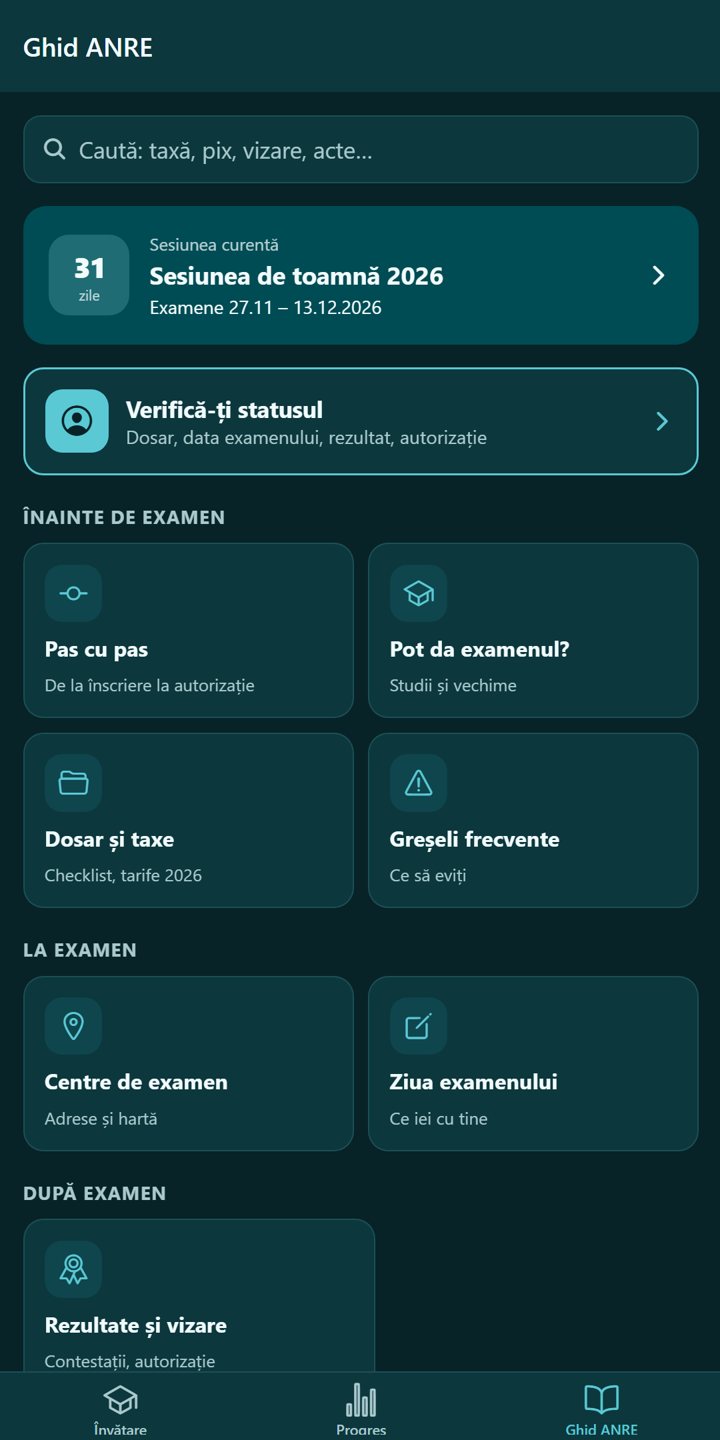 Ghid ANRE
Caută: taxă, pix, vizare, acte...
31
zile
Sesiunea curentă
Sesiunea de toamnă 2026
Examene 27.11 – 13.12.2026
Verifică-ți statusul
Dosar, data examenului, rezultat, autorizație
ÎNAINTE DE EXAMEN
Pas cu pas
De la înscriere la autorizație
Pot da examenul?
Studii și vechime
Dosar și taxe
Checklist, tarife 2026
Greșeli frecvente
Ce să eviți
LA EXAMEN
Centre de examen
Adrese și hartă
Ziua examenului
Ce iei cu tine
DUPĂ EXAMEN
Rezultate și vizare
Contestații, autorizație
Învățare
Progres
Ghid ANRE